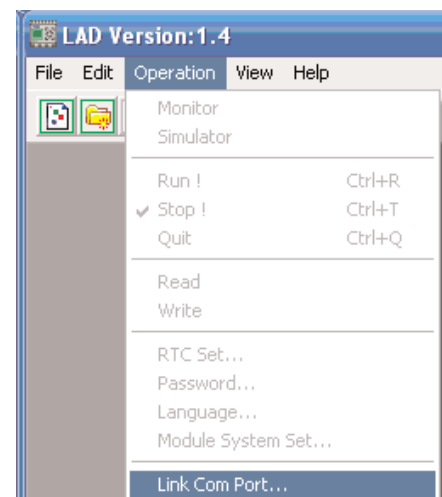 LAD Version:1.4
File Edit Operation View Help
Monitor
Simulator
Run ! Ctrl+R
Stop ! Ctrl+T
Quit Ctrl+Q
Read
Write
RTC Set...
Password...
Language...
Module System Set...
Link Com Port...